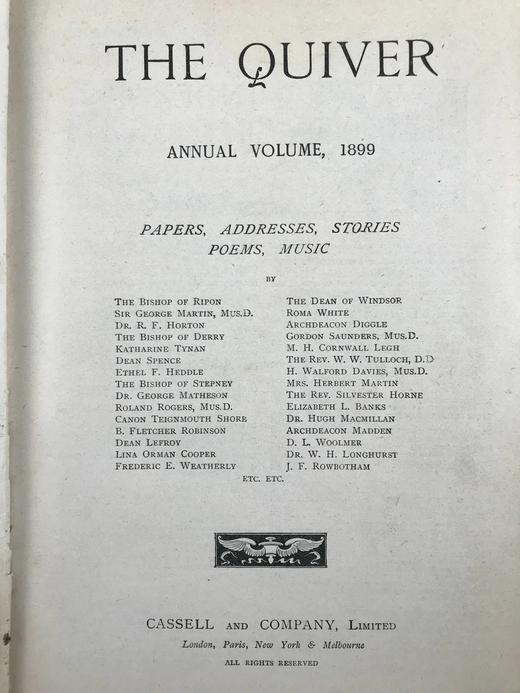 THE QUIVER
ANNUAL VOLUME, 1899
PAPERS, ADDRESSES, STORIES
POEMS, MUSIC
BY
THE BISHOP OF RIPON
SIR GEORGE MARTIN, MUS.D.
DR. R. F. HORTON
THE BISHOP OF DERRY
KATHARINE TYNAN
DEAN SPENCE
ETHEL F. HEDDLE
THE BISHOP OF STEPNEY
DR. GEORGE MATHESON
ROLAND ROGERS, MUS.D.
CANON TEIGNMOUTH SHORE
B. FLETCHER ROBINSON
DEAN LEFROY
LINA ORMAN COOPER
FREDERIC E. WEATHERLY
THE DEAN OF WINDSOR
ROMA WHITE
ARCHDEACON DIGGLE
GORDON SAUNDERS, MUS.D.
M. H. CORNWALL LEGH
THE REV. W. W. TULLOCH, D.D
H. WALFORD DAVIES, MUS.D.
MRS. HERBERT MARTIN
THE REV. SILVESTER HORNE
ELIZABETH L. BANKS
DR. HUGH MACMILLAN
ARCHDEACON MADDEN
D. L. WOOLMER
DR. W. H. LONGHURST
J. F. ROWBOTHAM
ETC. ETC.
CASSELL AND COMPANY, LIMITED
London, Paris, New York & Melbourne
ALL RIGHTS RESERVED